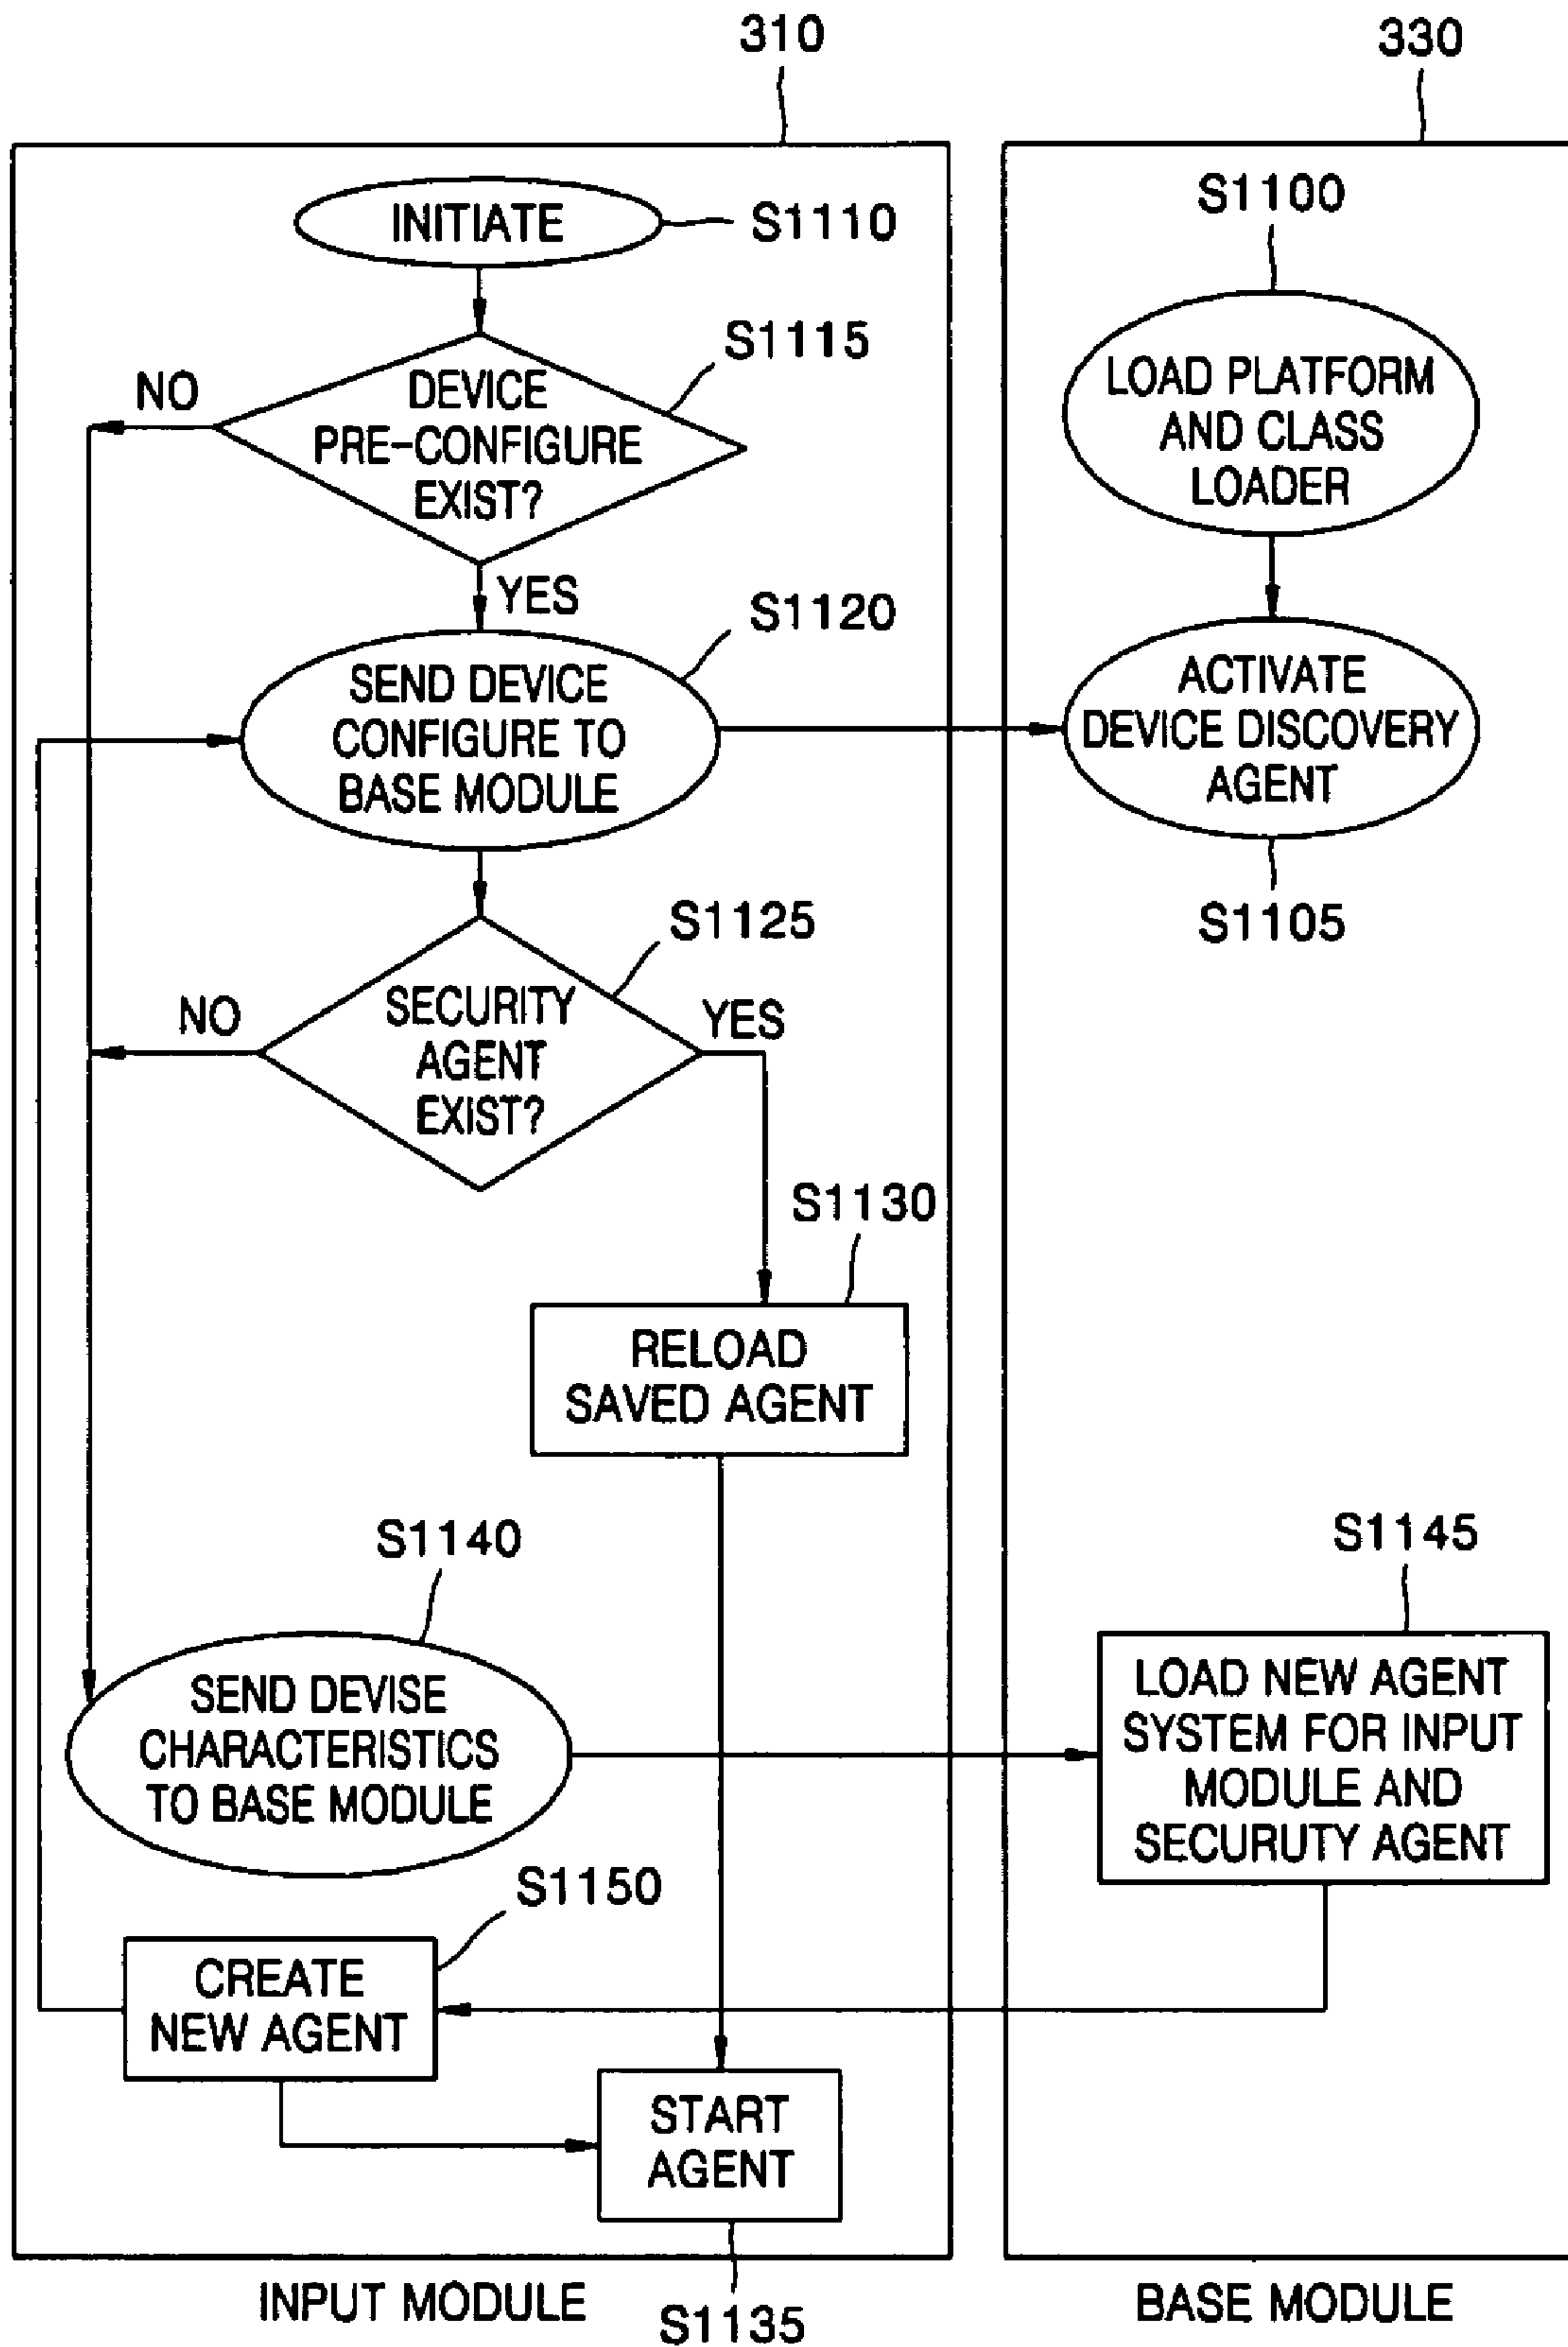 310
330
INITIATE
S1110
S1100
S1115
NO
DEVICE
PRE-CONFIGURE
EXIST?
LOAD PLATFORM
AND CLASS
LOADER
YES
S1120
SEND DEVICE
CONFIGURE TO
BASE MODULE
ACTIVATE
DEVICE DISCOVERY
AGENT
S1105
S1125
NO
SECURITY
AGENT
EXIST?
YES
S1130
RELOAD
SAVED AGENT
S1140
S1145
SEND DEVISE
CHARACTERISTICS
TO BASE MODULE
LOAD NEW AGENT
SYSTEM FOR INPUT
MODULE AND
SECURUTY AGENT
S1150
CREATE
NEW AGENT
START
AGENT
INPUT MODULE
S1135
BASE MODULE